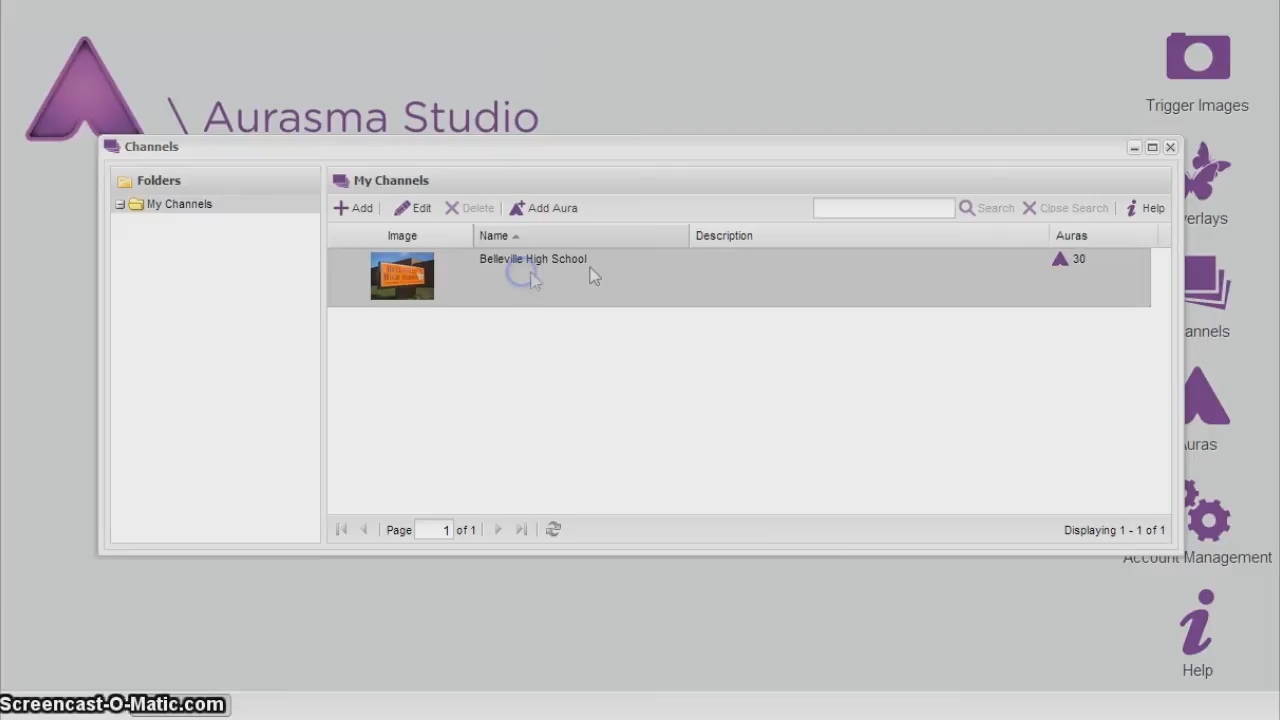 \ Aurasma Studio
Trigger Images
Channels
Folders
My Channels
My Channels
Add
Edit
Delete
Add Aura
Search
Close Search
Help
Image
Name
Description
Auras
Belleville High School
30
Page 1 of 1
Displaying 1 - 1 of 1
verlays
annels
uras
Account Management
Help
Screencast-O-Matic.com